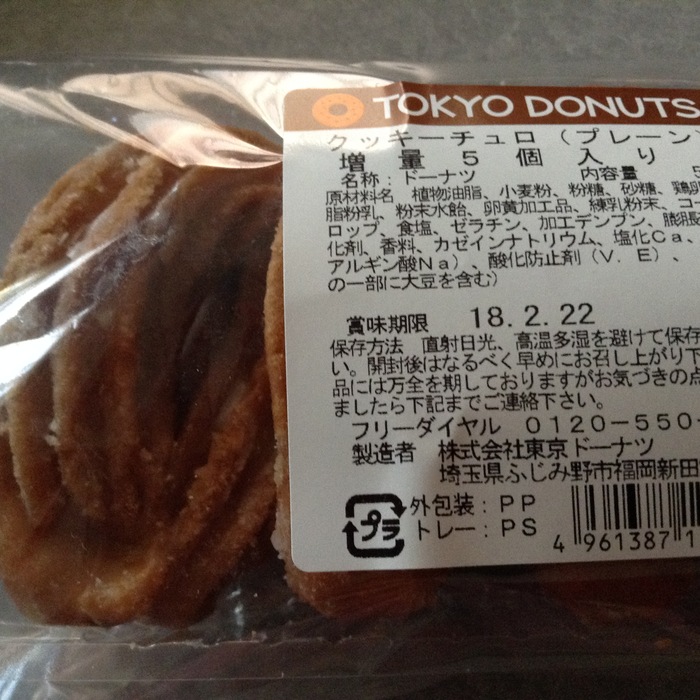 TOKYO DONUTS
クッキーチュロ（プレーン
増量5個入り
名称：ドーナツ 内容量 5
原材料名 植物油脂、小麦粉、粉糖、砂糖、鶏卵
脂粉乳、粉末水飴、卵黄加工品、練乳粉末、コ
ロップ、食塩、ゼラチン、加工デンプン、膨脹
化剤、香料、カゼインナトリウム、塩化Ｃａ、
アルギン酸Ｎａ）、酸化防止剤（Ｖ．Ｅ）、
の一部に大豆を含む）
賞味期限 18.2.22
保存方法 直射日光、高温多湿を避けて保存
い。開封後はなるべく早めにお召し上がり下
品には万全を期しておりますがお気づきの点
ましたら下記までご連絡下さい。
フリーダイヤル 0120−550−
製造者 株式会社東京ドーナツ
埼玉県ふじみ野市福岡新田
プラ
外包装：ＰＰ
トレー：ＰＳ
4 961387 1